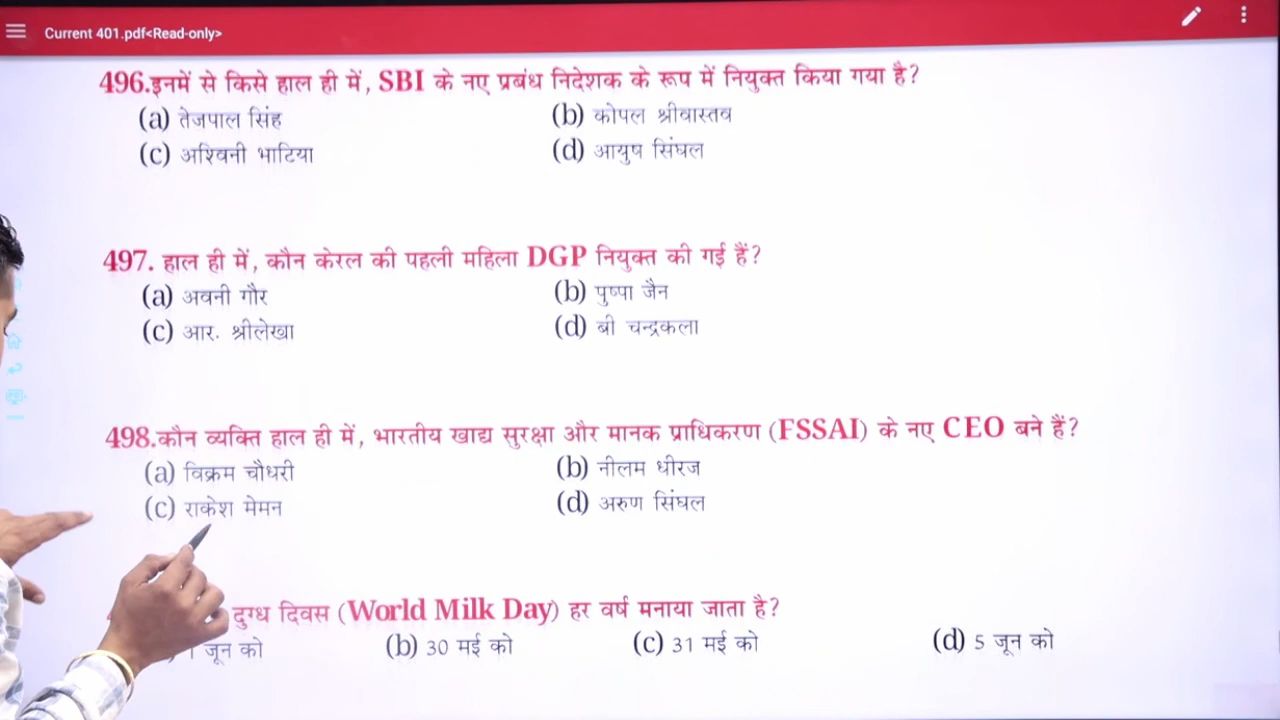 Current 401.pdf<Read-only>
496.इनमें से किसे हाल ही में, SBI के नए प्रबंध निदेशक के रूप में नियुक्त किया गया है?
(a) तेजपाल सिंह (b) कोपल श्रीवास्तव
(c) अश्विनी भाटिया (d) आयुष सिंघल
497. हाल ही में, कौन केरल की पहली महिला DGP नियुक्त की गई हैं?
(a) अवनी गौर (b) पुष्पा जैन
(c) आर. श्रीलेखा (d) बी चन्द्रकला
498.कौन व्यक्ति हाल ही में, भारतीय खाद्य सुरक्षा और मानक प्राधिकरण (FSSAI) के नए CEO बने हैं?
(a) विक्रम चौधरी (b) नीलम धीरज
(c) राकेश मेमन (d) अरुण सिंघल
दुग्ध दिवस (World Milk Day) हर वर्ष मनाया जाता है?
जून को (b) 30 मई को (c) 31 मई को (d) 5 जून को